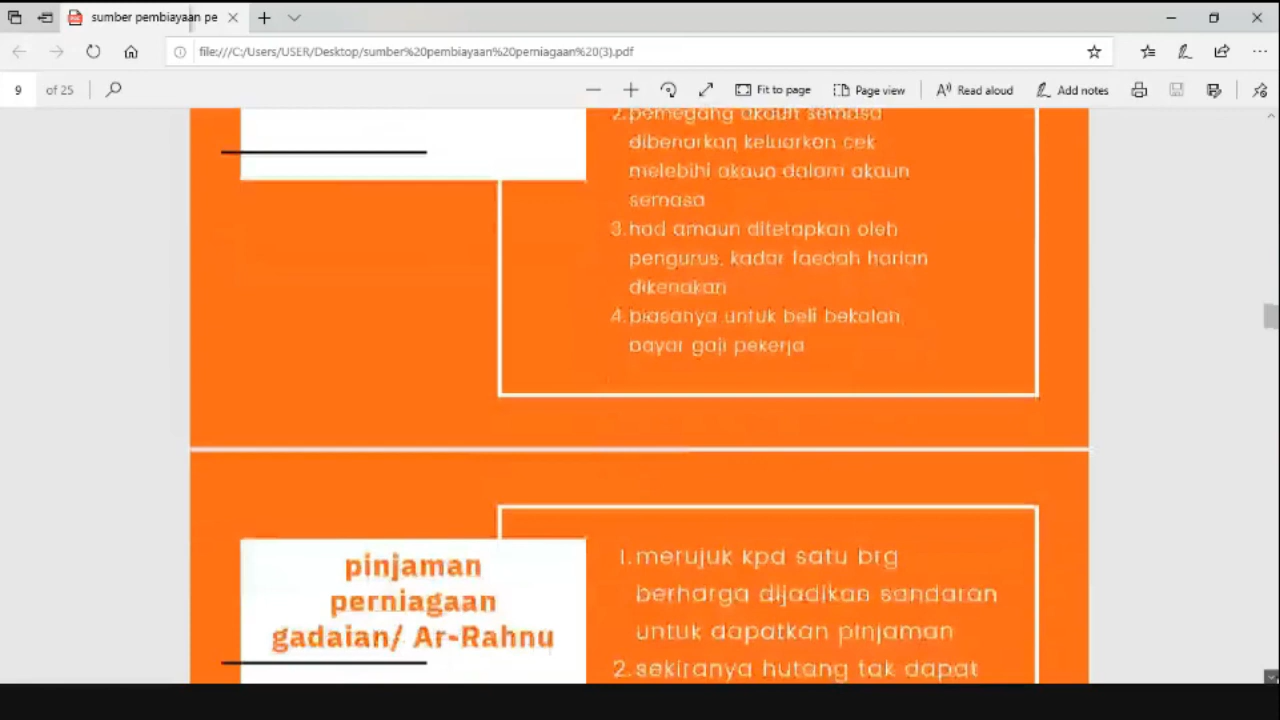 sumber pembiayaan pe
file:///C:/Users/USER/Desktop/sumber%20pembiayaan%20perniagaan%20(3).pdf
9 of 25
Fit to page
Page view
Read aloud
Add notes
2. pemegang akaun semasa
dibenarkan keluarkan cek
melebihi akaun dalam akaun
semasa
3. had amaun ditetapkan oleh
pengurus, kadar faedah harian
dikenakan
4. biasanya untuk beli bekalan,
bayar gaji pekerja
pinjaman
perniagaan
gadaian/ Ar-Rahnu
1. merujuk kpd satu brg
berharga dijadikan sandaran
untuk dapatkan pinjaman
2. sekiranya hutang tak dapat